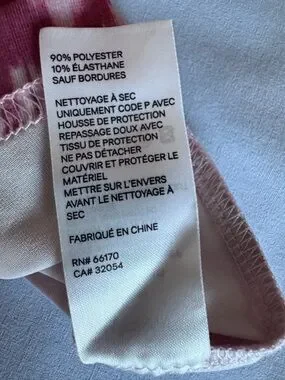 90% POLYESTER
10% ÉLASTHANE
SAUF BORDURES
NETTOYAGE À SEC
UNIQUEMENT CODE P AVEC
HOUSSE DE PROTECTION
REPASSAGE DOUX AVEC
TISSU DE PROTECTION
NE PAS DÉTACHER
COUVRIR ET PROTÉGER LE
MATÉRIEL
METTRE SUR L'ENVERS
AVANT LE NETTOYAGE À
SEC
FABRIQUÉ EN CHINE
RN# 66170
CA# 32054